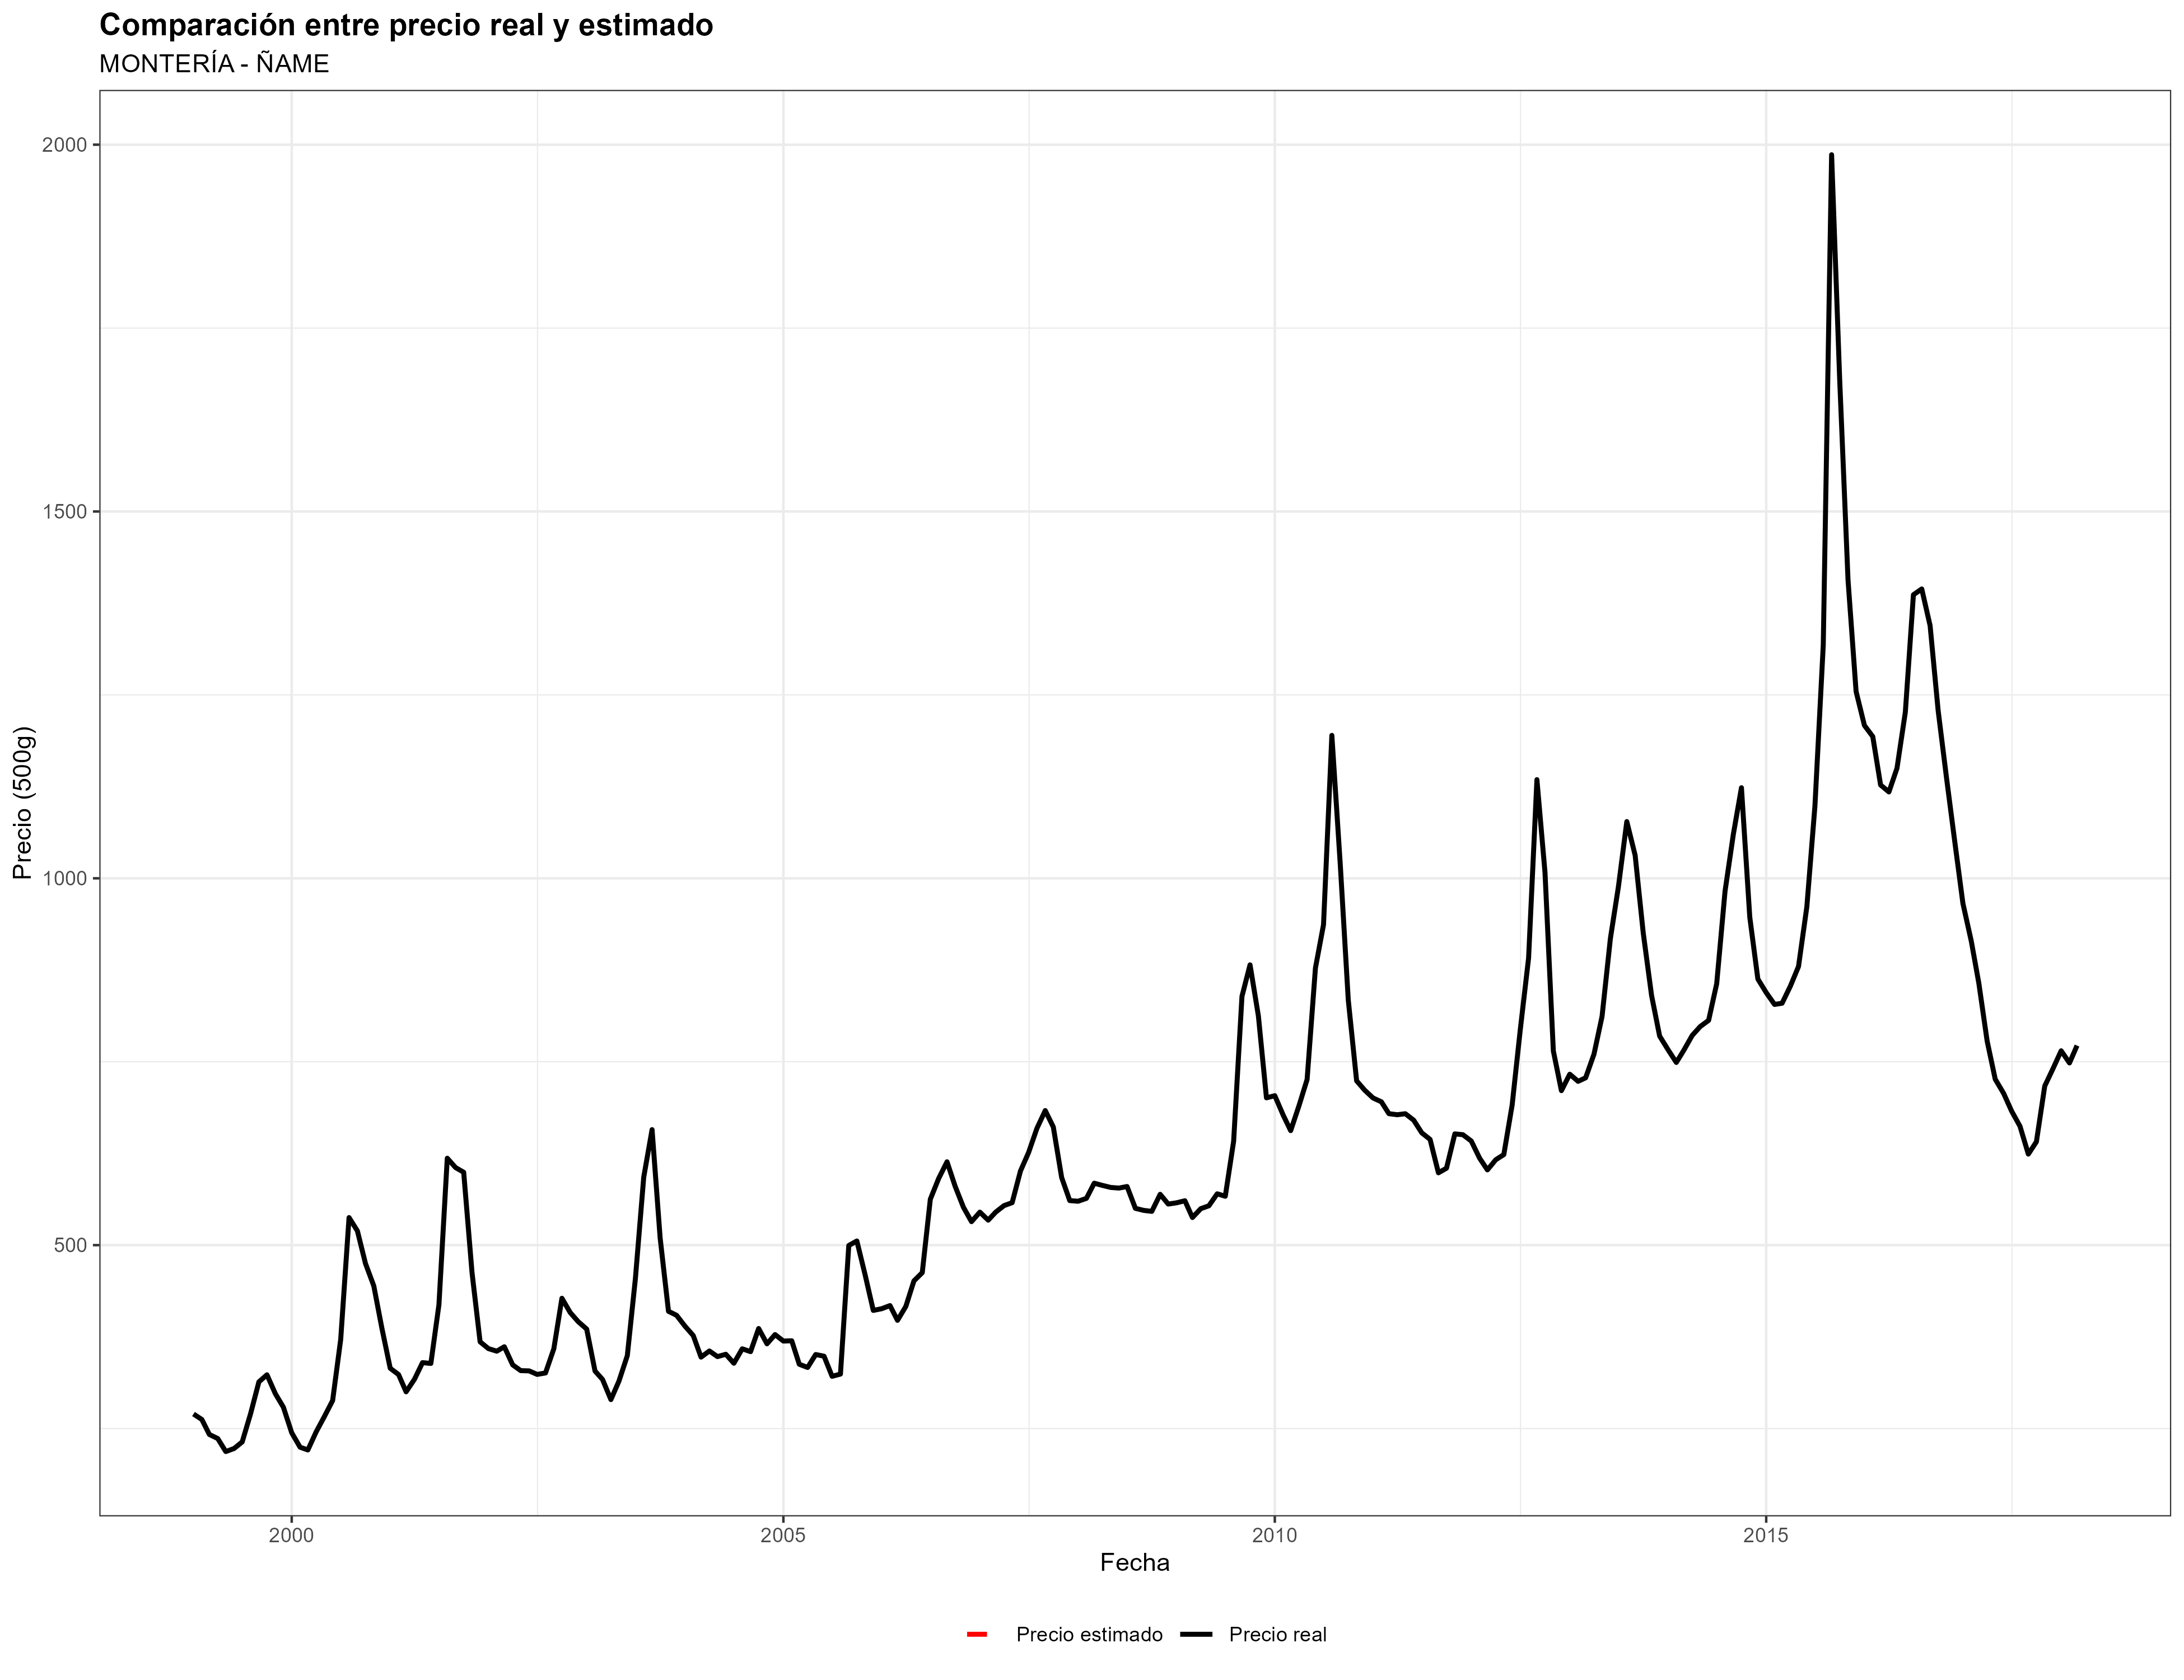 Comparación entre precio real y estimado
MONTERÍA - ÑAME
Precio (500g)
2000
1500
1000
500
2000 2005 2010 2015
Fecha
Precio estimado Precio real